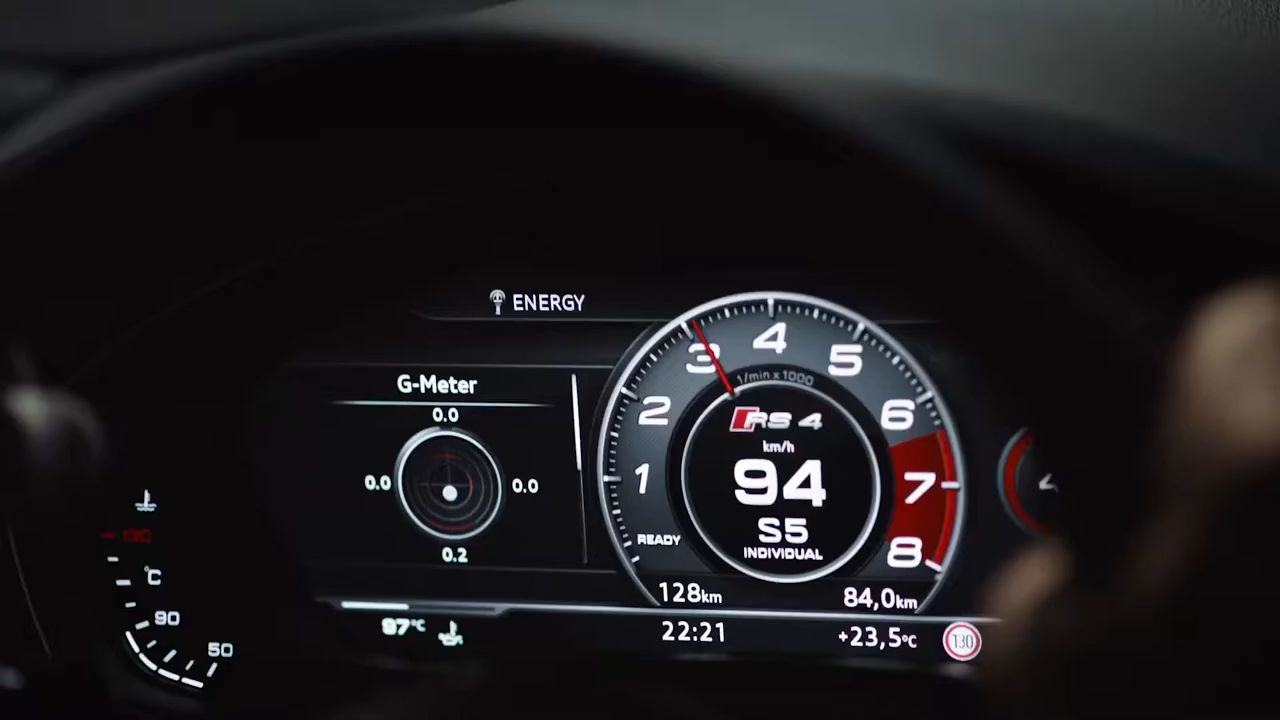 ENERGY
G-Meter
0.0
0.0
0.0
0.2
1
2
3
4
5
6
7
8
1/min x 1000
RS 4
km/h
94
S5
INDIVIDUAL
READY
128km
84,0km
22:21
+23,5°C
130
97°C
130
°C
90
50